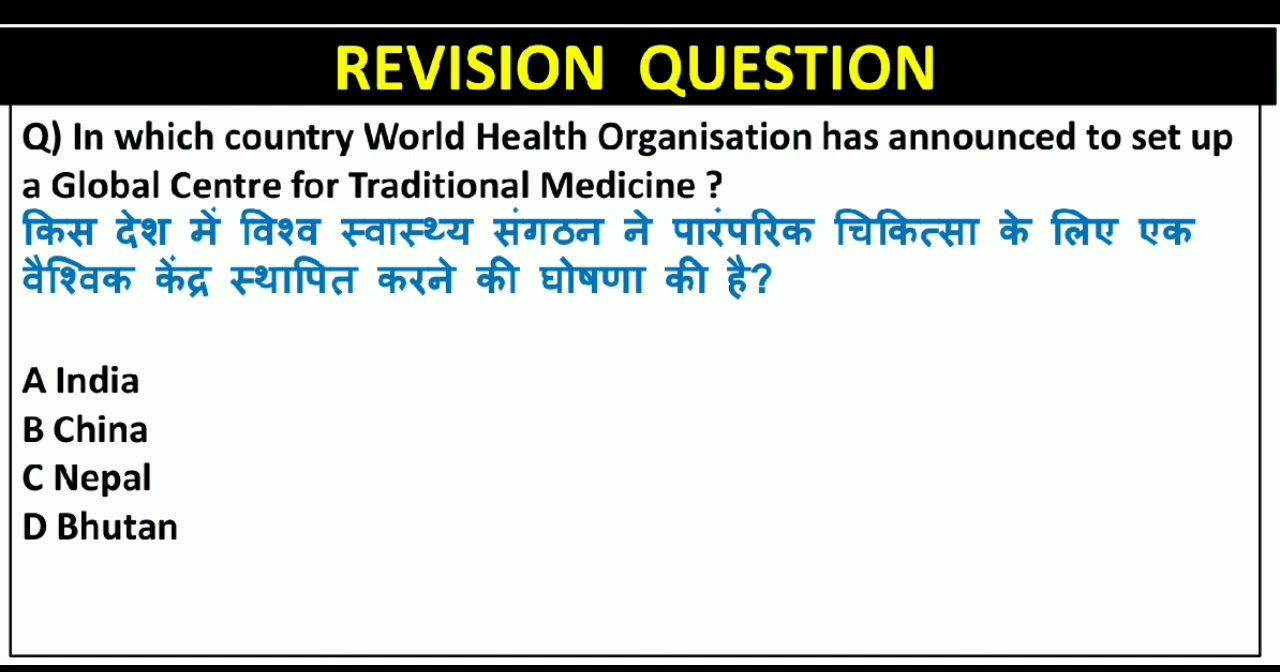 REVISION QUESTION
Q) In which country World Health Organisation has announced to set up
a Global Centre for Traditional Medicine ?
किस देश में विश्व स्वास्थ्य संगठन ने पारंपरिक चिकित्सा के लिए एक
वैश्विक केंद्र स्थापित करने की घोषणा की है?
A India
B China
C Nepal
D Bhutan